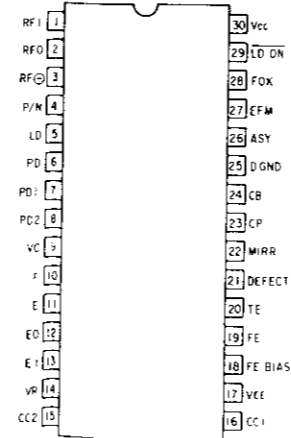 RFI 1
RFO 2
RF⊖ 3
P/N 4
LD 5
PD 6
PD1 7
PD2 8
VC 9
F 10
E 11
EO 12
EI 13
VR 14
CC2 15
30 Vcc
29 LD ON
28 FOK
27 EFM
26 ASY
25 DGND
24 CB
23 CP
22 MIRR
21 DEFECT
20 TE
19 FE
18 FE BIAS
17 VEE
16 CC1